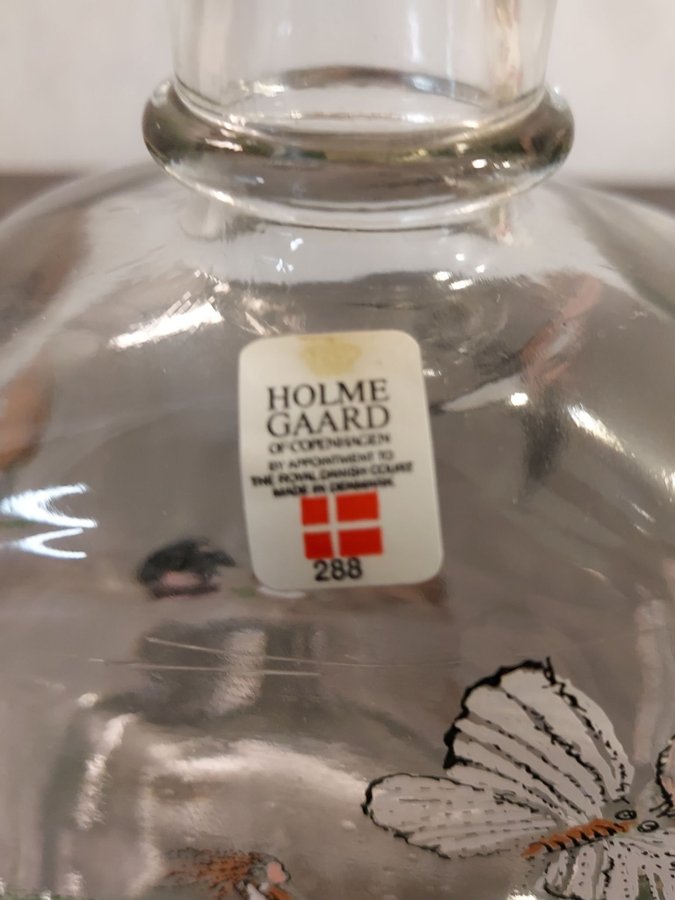 HOLME
GAARD
OF COPENHAGEN
BY APPOINTMENT TO
THE ROYAL DANISH COURT
MADE IN DENMARK
288